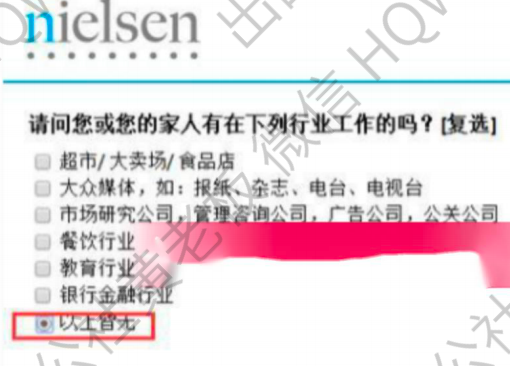 nielsen
请问您或您的家人有在下列行业工作的吗？[复选]
超市/大卖场/食品店
大众媒体，如：报纸、杂志、电台、电视台
市场研究公司，管理咨询公司，广告公司，公关公司
餐饮行业
教育行业
银行金融行业
以上皆无